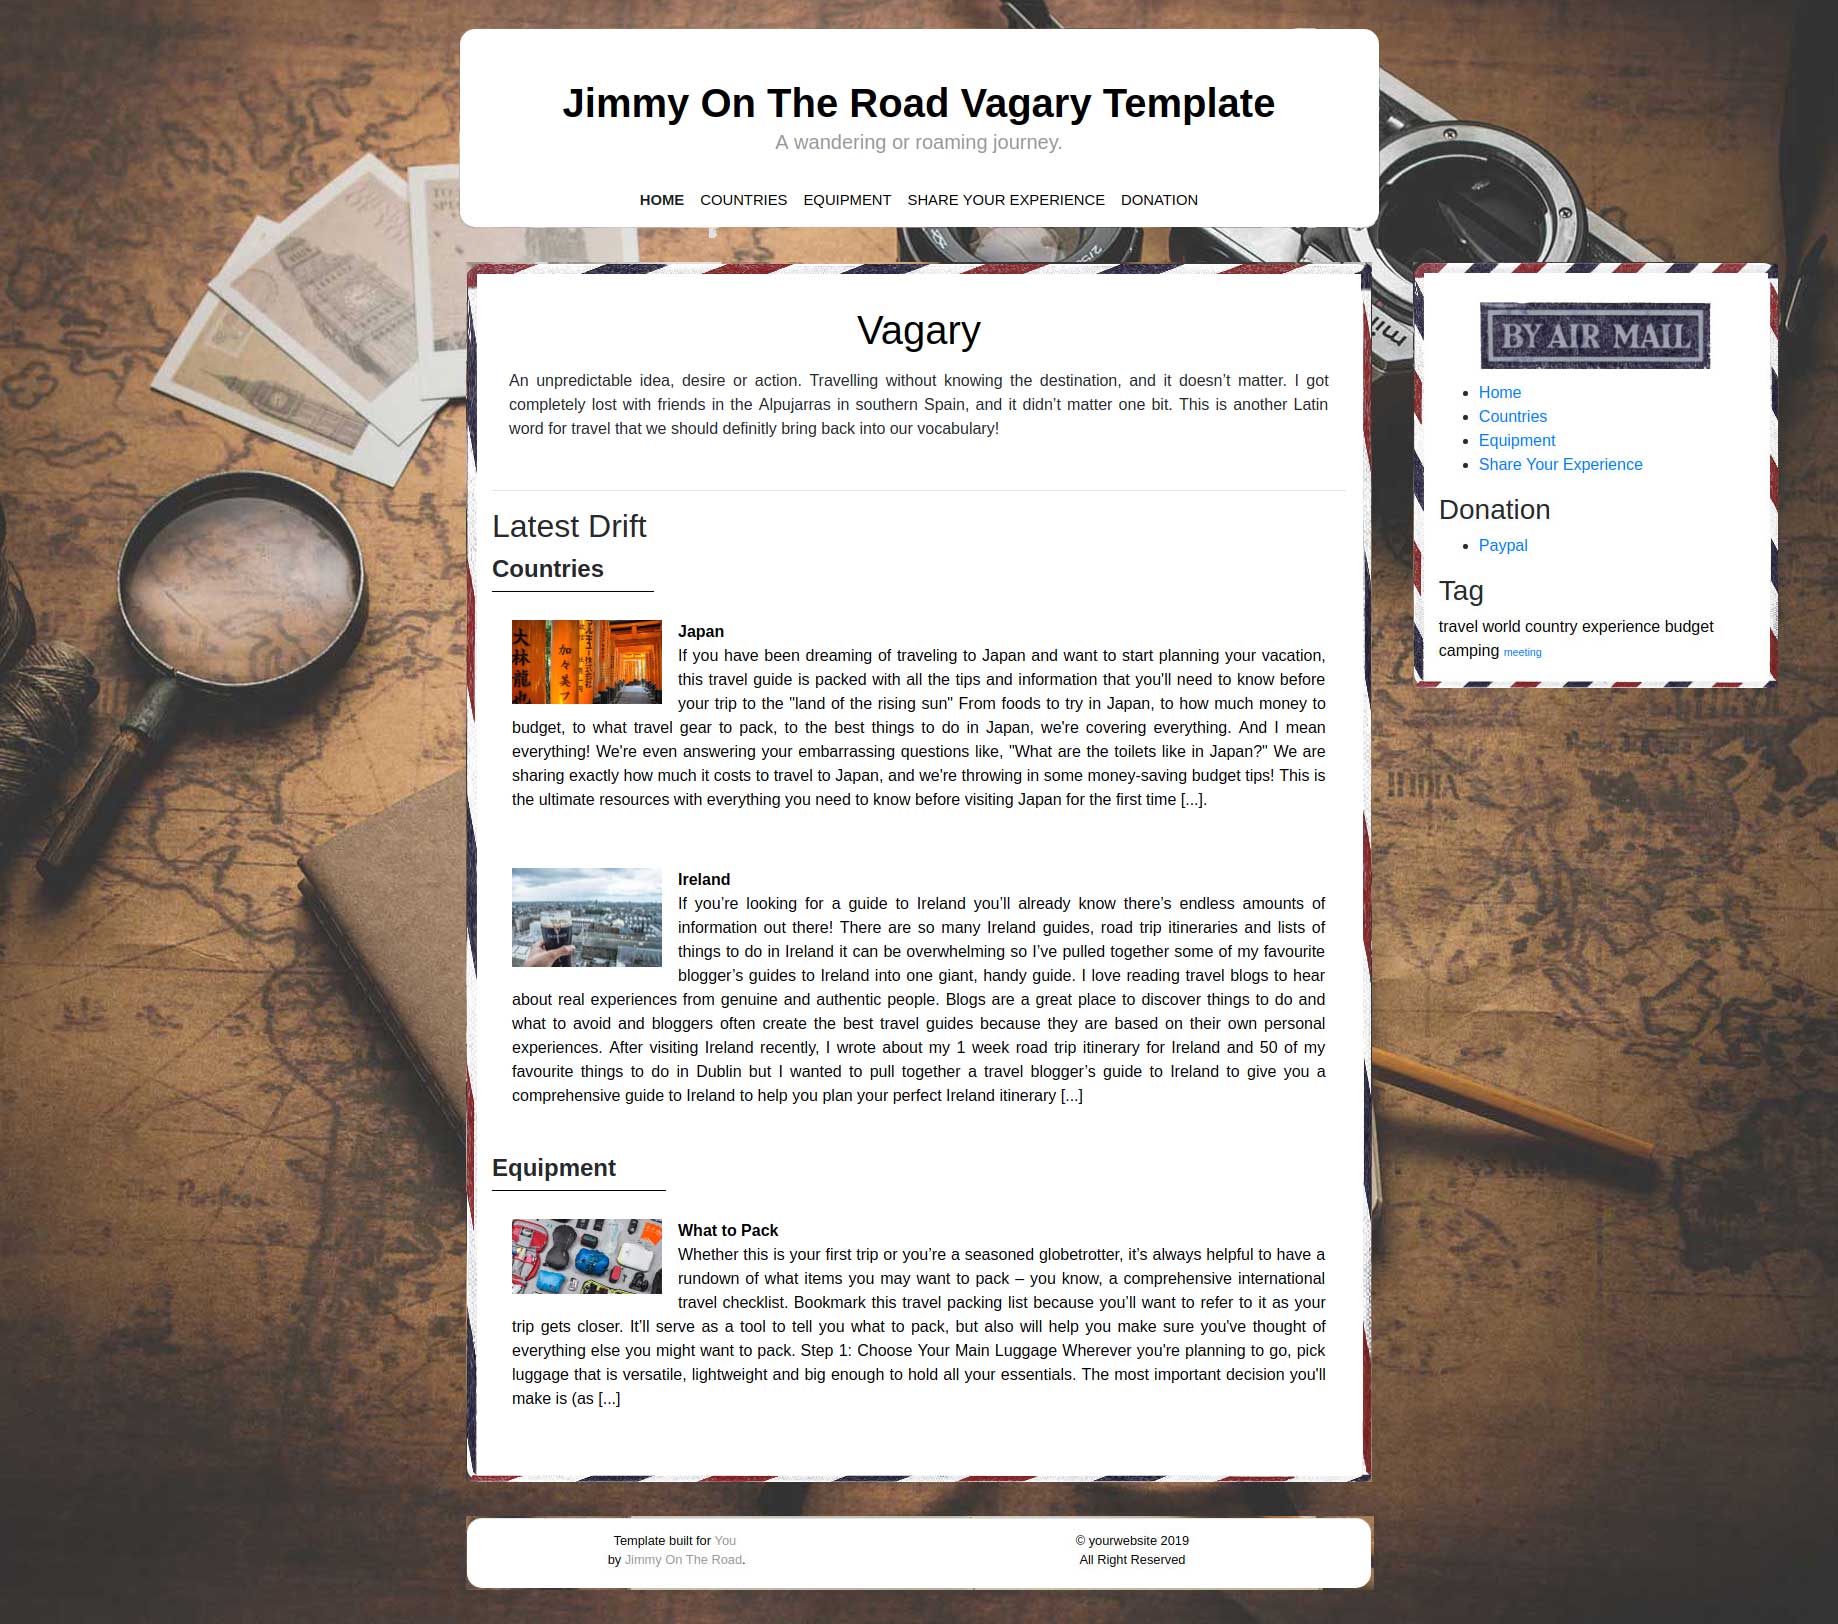 Jimmy On The Road Vagary Template
A wandering or roaming journey.
HOME COUNTRIES EQUIPMENT SHARE YOUR EXPERIENCE DONATION
Vagary
An unpredictable idea, desire or action. Travelling without knowing the destination, and it doesn’t matter. I got
completely lost with friends in the Alpujarras in southern Spain, and it didn’t matter one bit. This is another Latin
word for travel that we should definitly bring back into our vocabulary!
Latest Drift
Countries
Japan
If you have been dreaming of traveling to Japan and want to start planning your vacation,
this travel guide is packed with all the tips and information that you'll need to know before
your trip to the "land of the rising sun" From foods to try in Japan, to how much money to
budget, to what travel gear to pack, to the best things to do in Japan, we're covering everything. And I mean
everything! We're even answering your embarrassing questions like, "What are the toilets like in Japan?" We are
sharing exactly how much it costs to travel to Japan, and we're throwing in some money-saving budget tips! This is
the ultimate resources with everything you need to know before visiting Japan for the first time [...].
Ireland
If you’re looking for a guide to Ireland you’ll already know there’s endless amounts of
information out there! There are so many Ireland guides, road trip itineraries and lists of
things to do in Ireland it can be overwhelming so I’ve pulled together some of my favourite
blogger’s guides to Ireland into one giant, handy guide. I love reading travel blogs to hear
about real experiences from genuine and authentic people. Blogs are a great place to discover things to do and
what to avoid and bloggers often create the best travel guides because they are based on their own personal
experiences. After visiting Ireland recently, I wrote about my 1 week road trip itinerary for Ireland and 50 of my
favourite things to do in Dublin but I wanted to pull together a travel blogger’s guide to Ireland to give you a
comprehensive guide to Ireland to help you plan your perfect Ireland itinerary [...]
Equipment
What to Pack
Whether this is your first trip or you’re a seasoned globetrotter, it’s always helpful to have a
rundown of what items you may want to pack – you know, a comprehensive international
travel checklist. Bookmark this travel packing list because you’ll want to refer to it as your
trip gets closer. It’ll serve as a tool to tell you what to pack, but also will help you make sure you've thought of
everything else you might want to pack. Step 1: Choose Your Main Luggage Wherever you're planning to go, pick
luggage that is versatile, lightweight and big enough to hold all your essentials. The most important decision you'll
make is (as [...]
BY AIR MAIL
Home
Countries
Equipment
Share Your Experience
Donation
Paypal
Tag
travel world country experience budget
camping meeting
Template built for You
by Jimmy On The Road.
© yourwebsite 2019
All Right Reserved